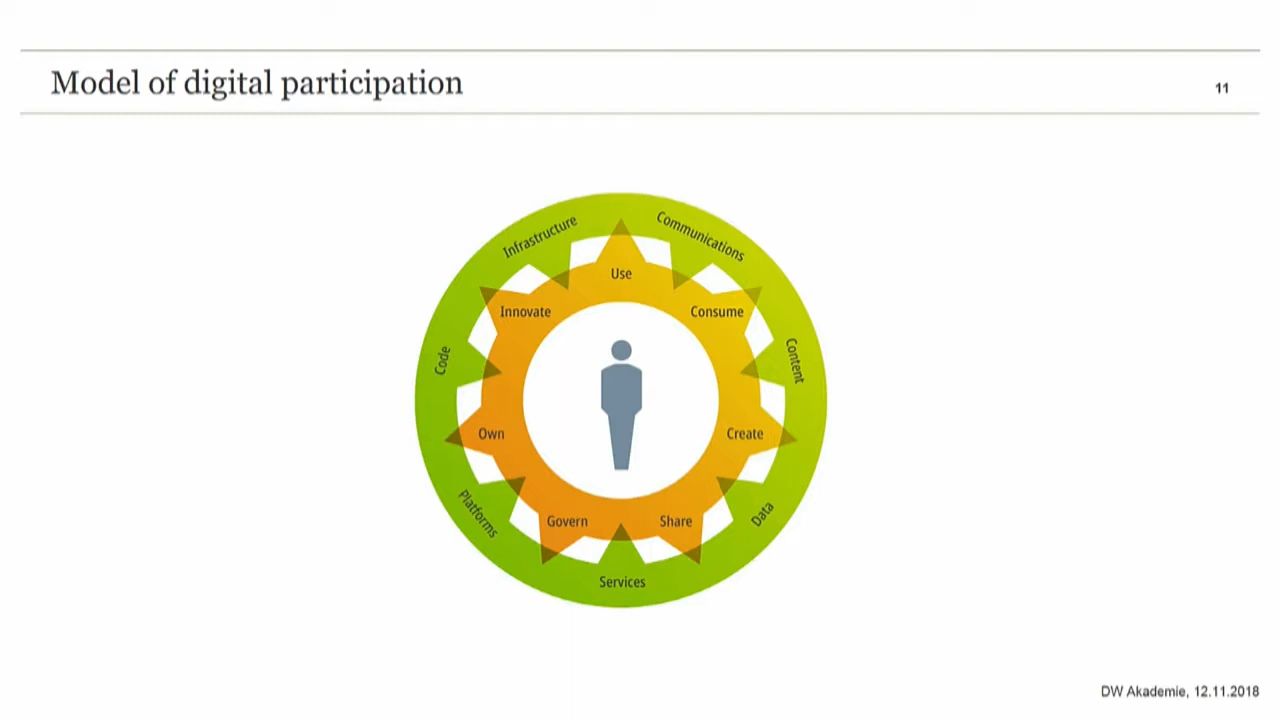 Model of digital participation
11
Infrastructure
Communications
Use
Innovate
Consume
Code
Content
Own
Create
Platforms
Data
Govern
Share
Services
DW Akademie, 12.11.2018